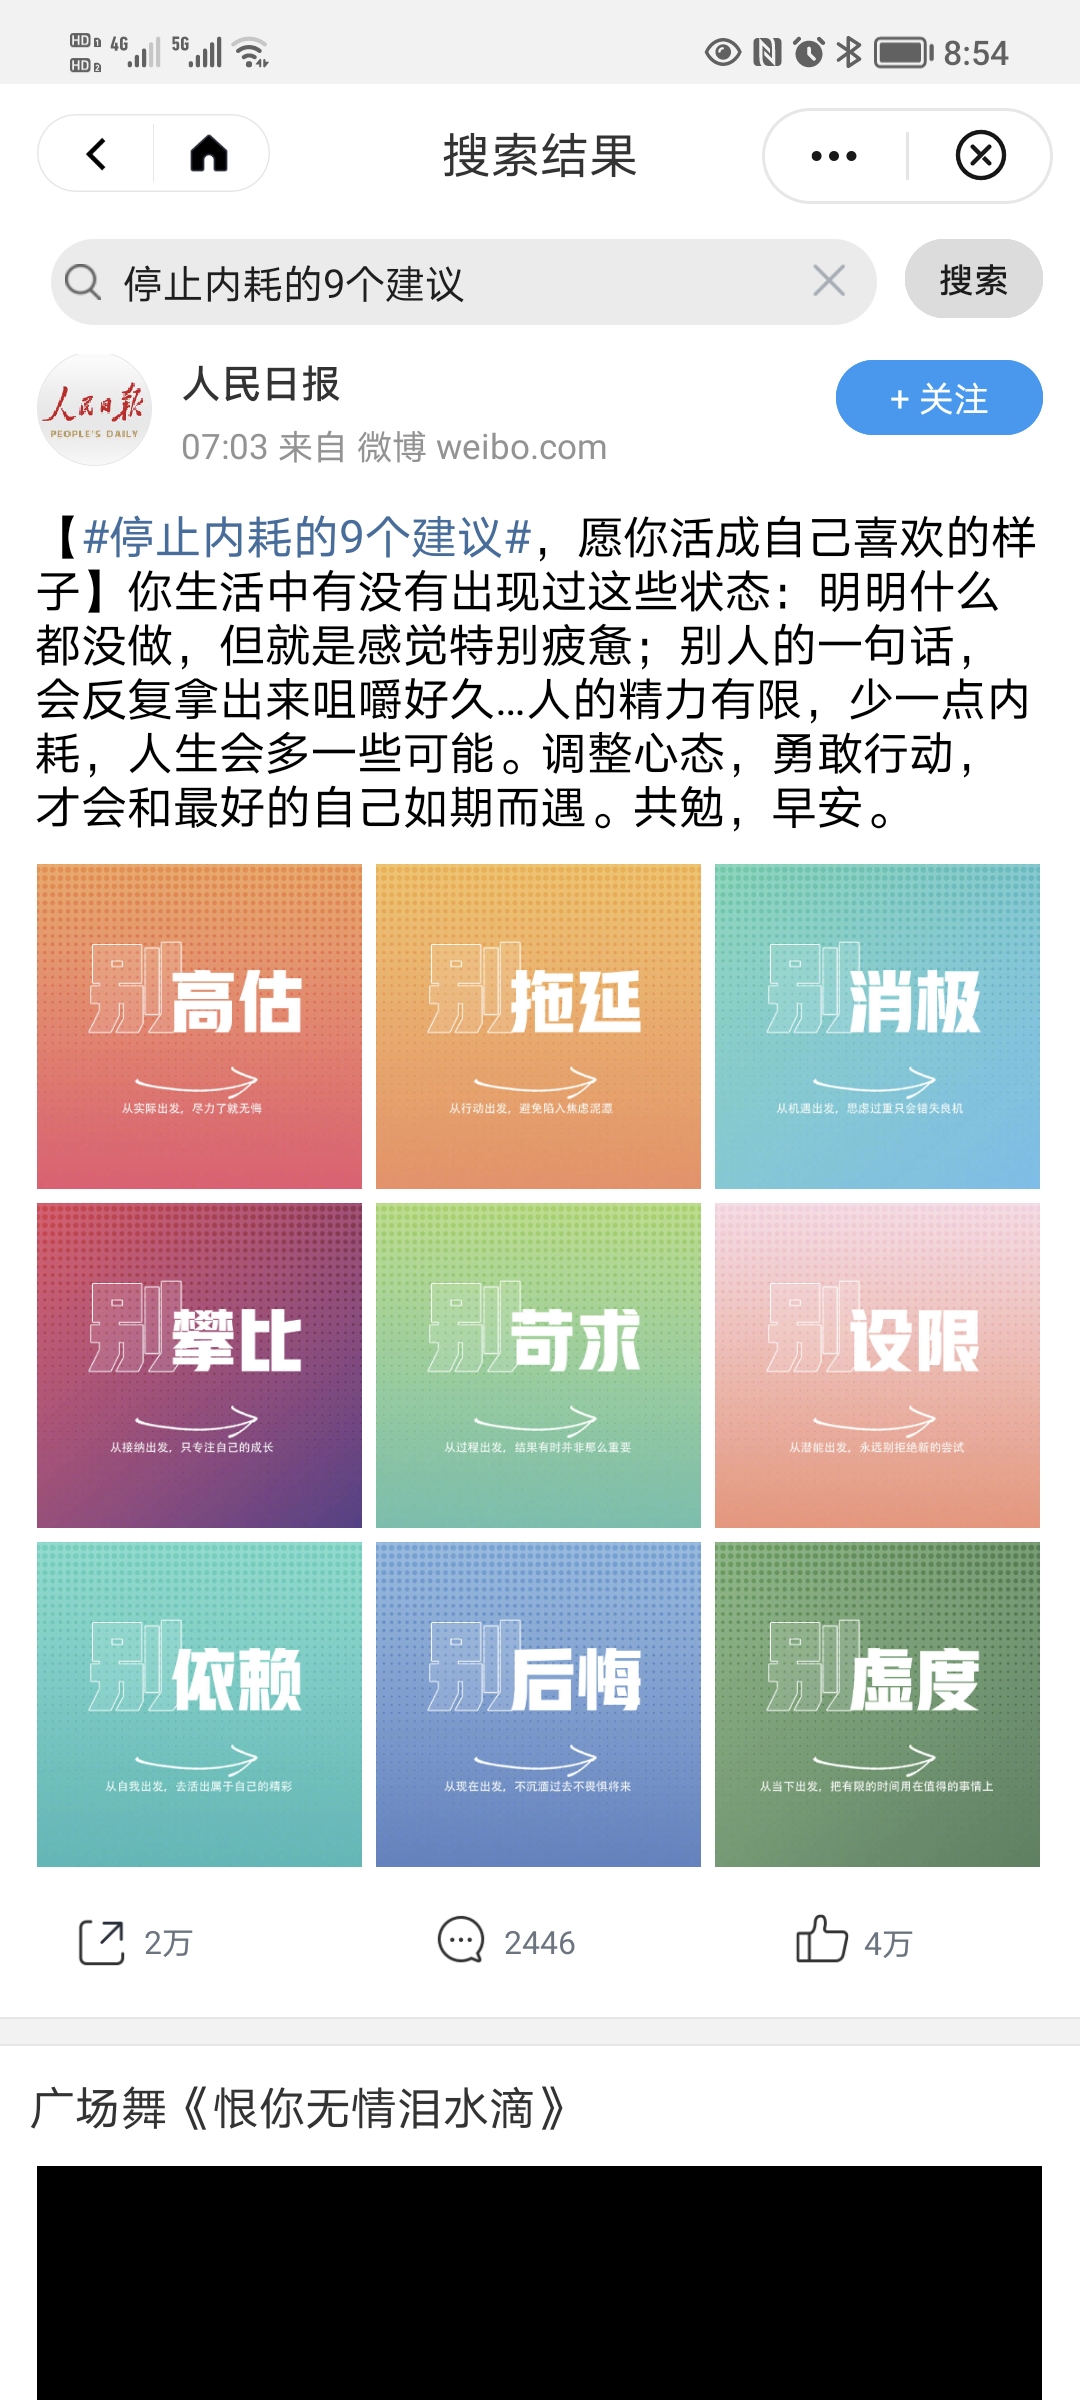 HD 1 4G 5G 8:54
HD 2
搜索结果
停止内耗的9个建议
搜索
人民日报
PEOPLE'S DAILY
人民日报
+ 关注
07:03 来自 微博 weibo.com
【#停止内耗的9个建议#，愿你活成自己喜欢的样
子】你生活中有没有出现过这些状态：明明什么
都没做，但就是感觉特别疲惫；别人的一句话，
会反复拿出来咀嚼好久...人的精力有限，少一点内
耗，人生会多一些可能。调整心态，勇敢行动，
才会和最好的自己如期而遇。共勉，早安。
别高估
从实际出发，尽力了就无悔
别拖延
从行动出发，避免陷入焦虑泥潭
别消极
从机遇出发，思虑过重只会错失良机
别攀比
从接纳出发，只专注自己的成长
别苛求
从过程出发，结果有时并非那么重要
别设限
从潜能出发，永远别拒绝新的尝试
别依赖
从自我出发，去活出属于自己的精彩
别后悔
从现在出发，不沉湎过去不畏惧将来
别虚度
从当下出发，把有限的时间用在值得的事情上
2万
2446
4万
广场舞《恨你无情泪水滴》